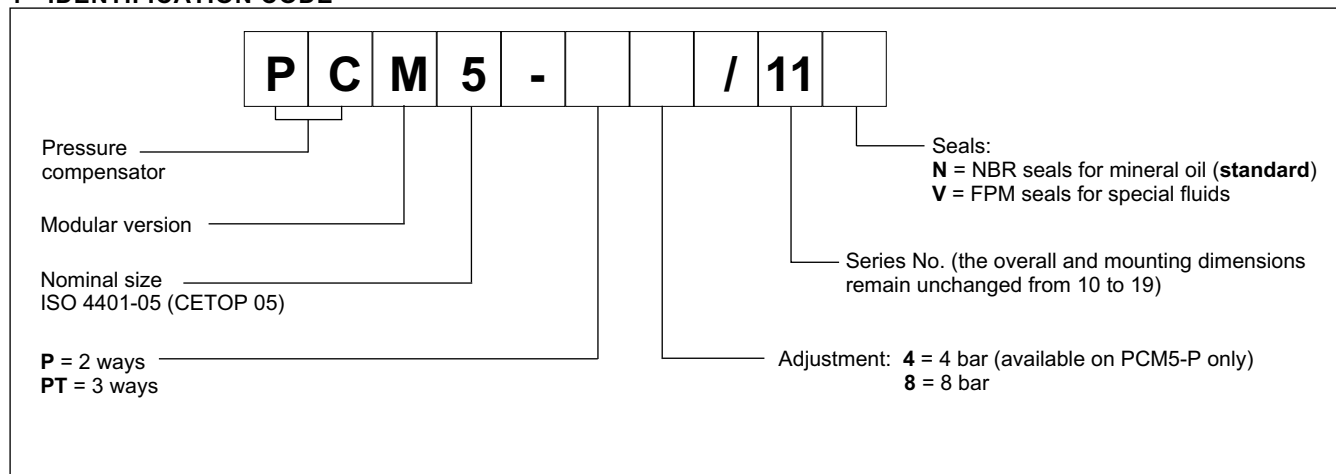 P C M 5 - / 11
Pressure
compensator
Modular version
Nominal size
ISO 4401-05 (CETOP 05)
P = 2 ways
PT = 3 ways
Seals:
N = NBR seals for mineral oil (standard)
V = FPM seals for special fluids
Series No. (the overall and mounting dimensions
remain unchanged from 10 to 19)
Adjustment: 4 = 4 bar (available on PCM5-P only)
8 = 8 bar